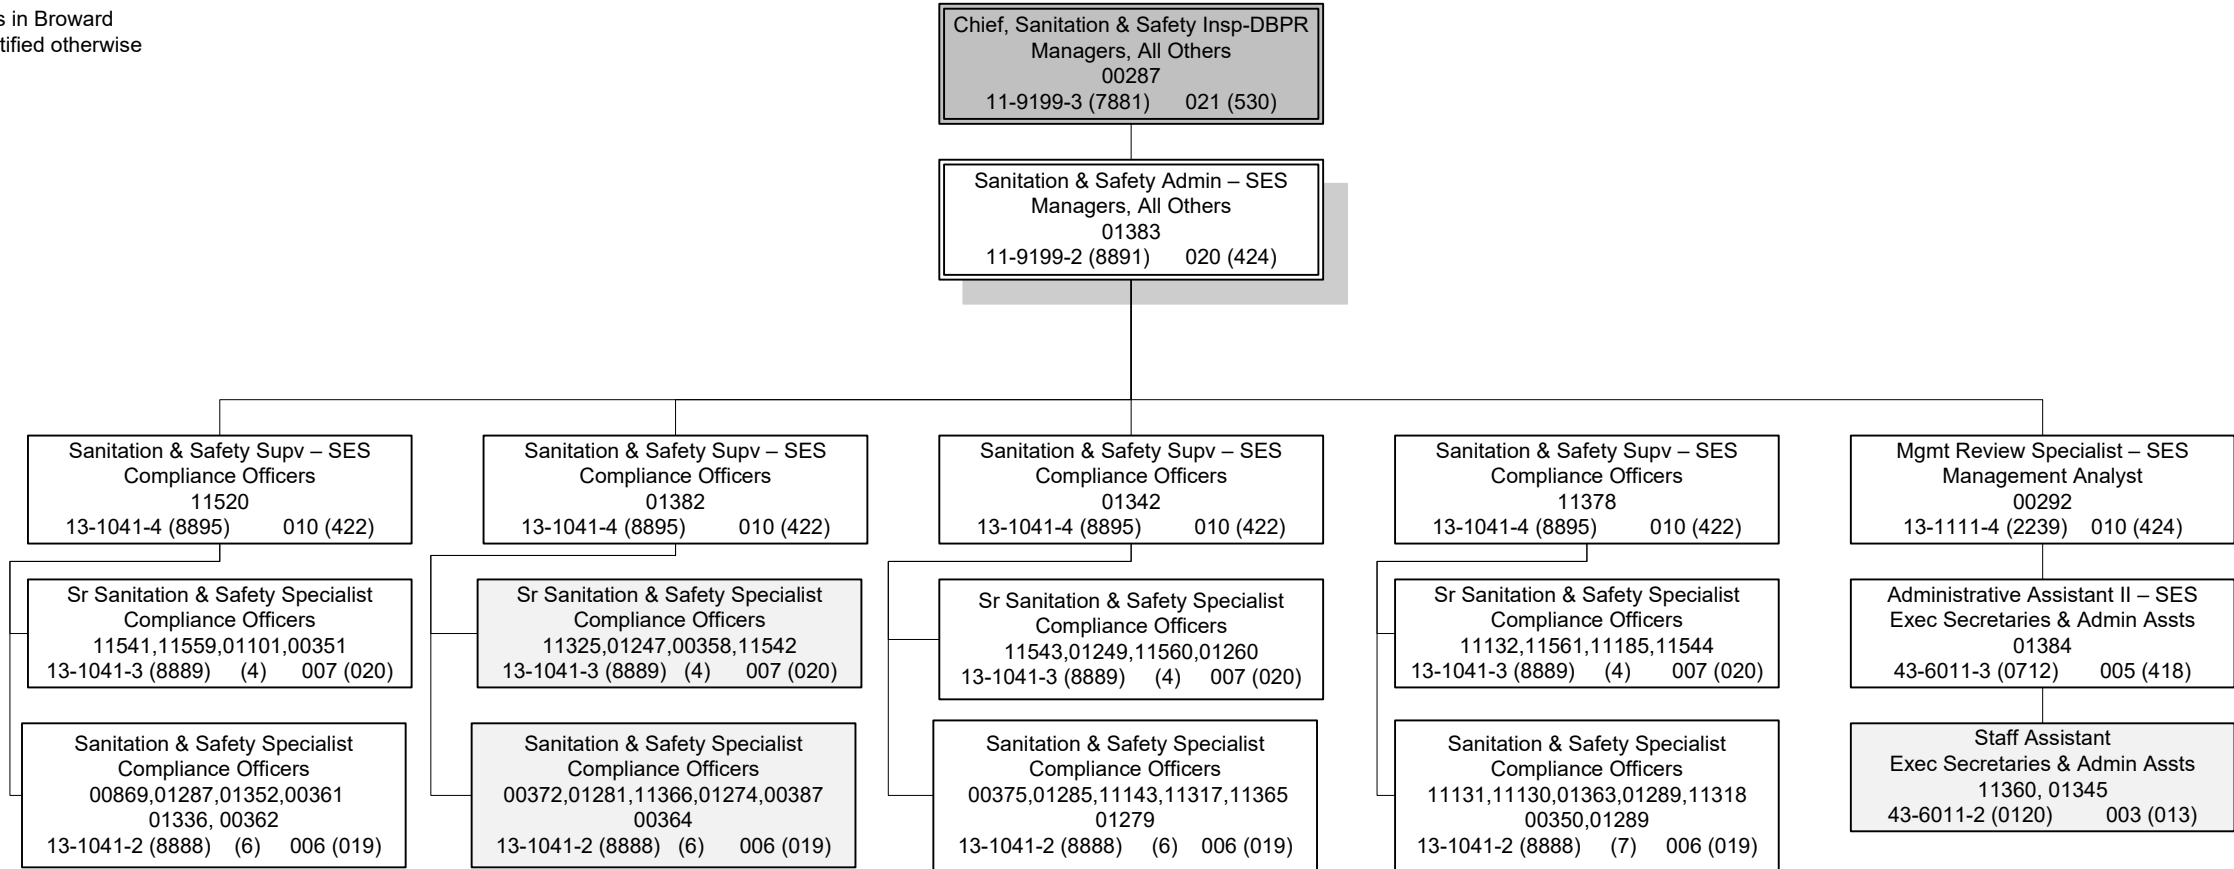 s in Broward
tified otherwise
Chief, Sanitation & Safety Insp-DBPR
Managers, All Others
00287
11-9199-3 (7881) 021 (530)
Sanitation & Safety Admin – SES
Managers, All Others
01383
11-9199-2 (8891) 020 (424)
Sanitation & Safety Supv – SES
Compliance Officers
11520
13-1041-4 (8895) 010 (422)
Sanitation & Safety Supv – SES
Compliance Officers
01382
13-1041-4 (8895) 010 (422)
Sanitation & Safety Supv – SES
Compliance Officers
01342
13-1041-4 (8895) 010 (422)
Sanitation & Safety Supv – SES
Compliance Officers
11378
13-1041-4 (8895) 010 (422)
Mgmt Review Specialist – SES
Management Analyst
00292
13-1111-4 (2239) 010 (424)
Sr Sanitation & Safety Specialist
Compliance Officers
11541,11559,01101,00351
13-1041-3 (8889) (4) 007 (020)
Sr Sanitation & Safety Specialist
Compliance Officers
11325,01247,00358,11542
13-1041-3 (8889) (4) 007 (020)
Sr Sanitation & Safety Specialist
Compliance Officers
11543,01249,11560,01260
13-1041-3 (8889) (4) 007 (020)
Sr Sanitation & Safety Specialist
Compliance Officers
11132,11561,11185,11544
13-1041-3 (8889) (4) 007 (020)
Administrative Assistant II – SES
Exec Secretaries & Admin Assts
01384
43-6011-3 (0712) 005 (418)
Sanitation & Safety Specialist
Compliance Officers
00869,01287,01352,00361
01336, 00362
13-1041-2 (8888) (6) 006 (019)
Sanitation & Safety Specialist
Compliance Officers
00372,01281,11366,01274,00387
00364
13-1041-2 (8888) (6) 006 (019)
Sanitation & Safety Specialist
Compliance Officers
00375,01285,11143,11317,11365
01279
13-1041-2 (8888) (6) 006 (019)
Sanitation & Safety Specialist
Compliance Officers
11131,11130,01363,01289,11318
00350,01289
13-1041-2 (8888) (7) 006 (019)
Staff Assistant
Exec Secretaries & Admin Assts
11360, 01345
43-6011-2 (0120) 003 (013)